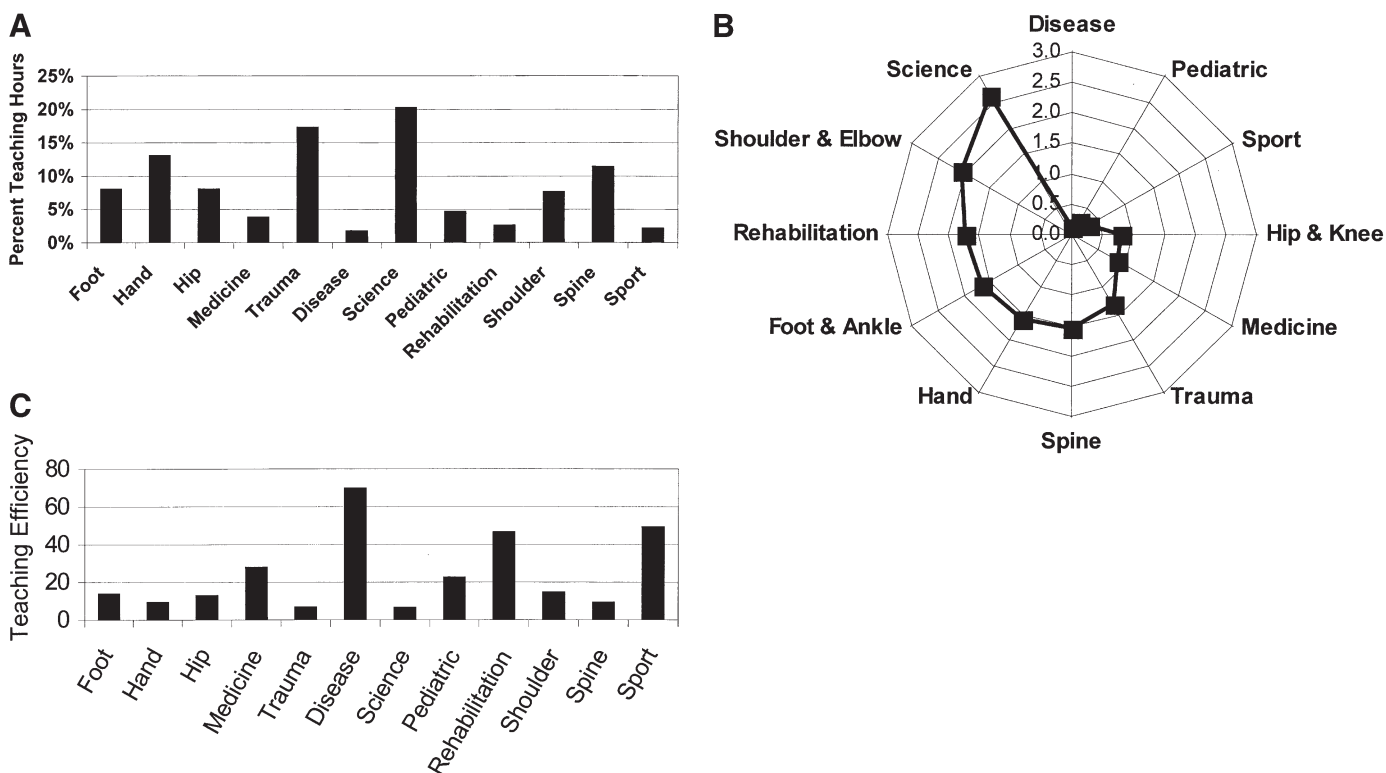 A
Percent Teaching Hours
25%
20%
15%
10%
5%
0%
Foot
Hand
Hip
Medicine
Trauma
Disease
Science
Pediatric
Rehabilitation
Shoulder
Spine
Sport
B
Disease
Pediatric
Sport
Hip & Knee
Medicine
Trauma
Spine
Hand
Foot & Ankle
Rehabilitation
Shoulder & Elbow
Science
3.0
2.5
2.0
1.5
1.0
0.5
0.0
C
Teaching Efficiency
80
60
40
20
0
Foot
Hand
Hip
Medicine
Trauma
Disease
Science
Pediatric
Rehabilitation
Shoulder
Spine
Sport